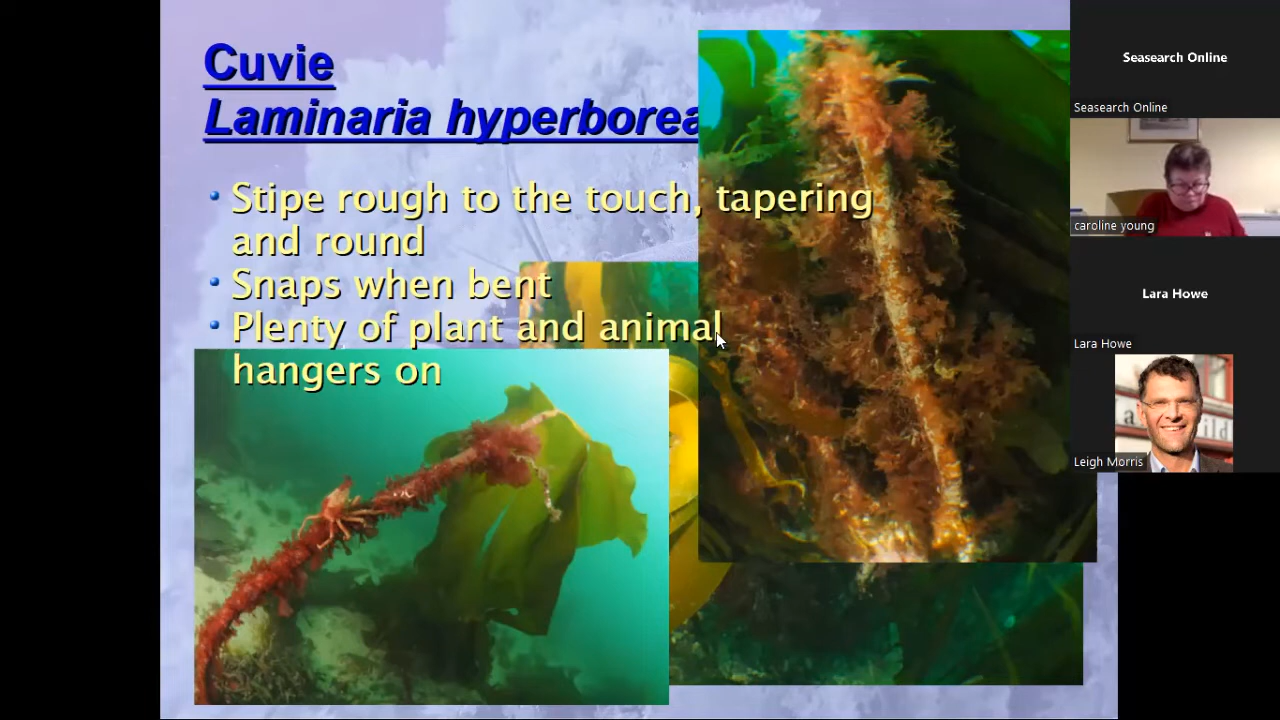 Cuvie
Laminaria hyperborea
• Stipe rough to the touch, tapering
and round
• Snaps when bent
• Plenty of plant and animal
hangers on
Seasearch Online
Seasearch Online
caroline young
Lara Howe
Lara Howe
Leigh Morris